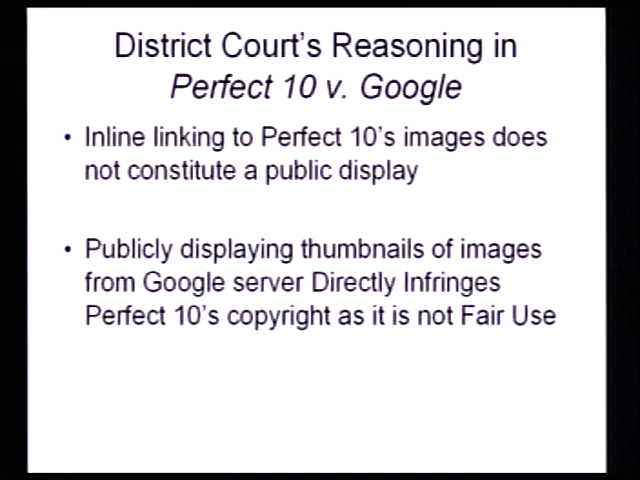 District Court's Reasoning in
Perfect 10 v. Google
• Inline linking to Perfect 10's images does
not constitute a public display
• Publicly displaying thumbnails of images
from Google server Directly Infringes
Perfect 10's copyright as it is not Fair Use